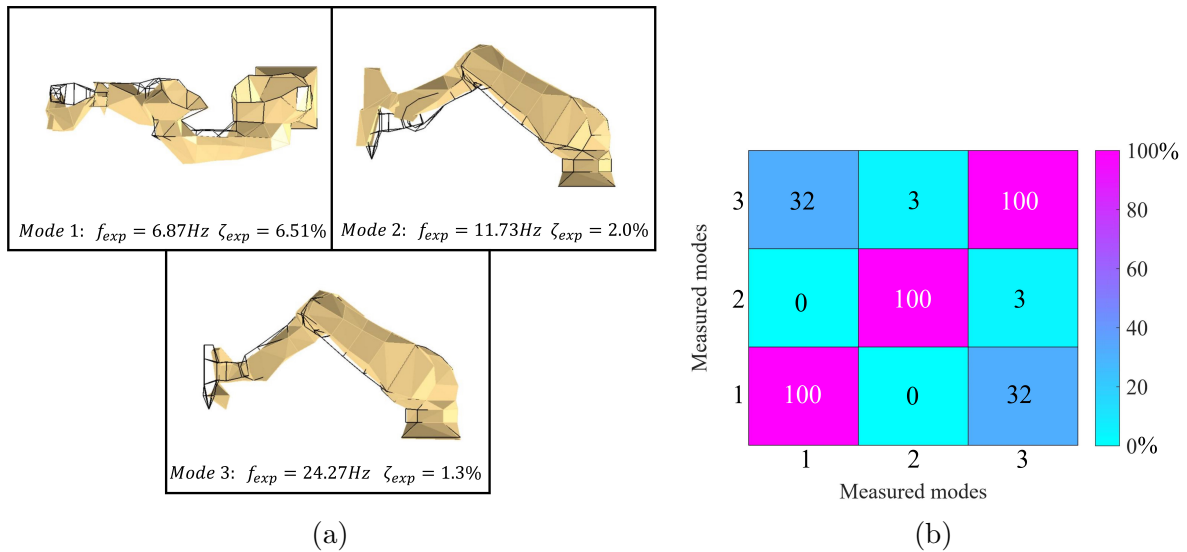 Mode 1: f_exp = 6.87Hz ζ_exp = 6.51%
Mode 2: f_exp = 11.73Hz ζ_exp = 2.0%
Mode 3: f_exp = 24.27Hz ζ_exp = 1.3%
(a)
Measured modes
3
2
1
32 3 100
0 100 3
100 0 32
1 2 3
Measured modes
100%
80
60
40
20
0%
(b)